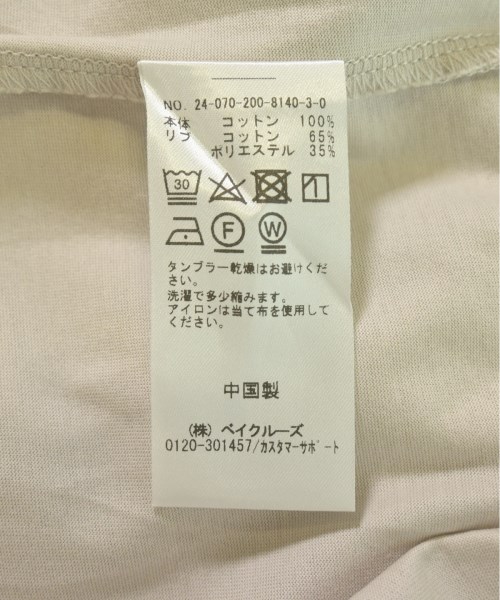 NO. 24-070-200-8140-3-0
本体 コットン 100%
リブ コットン 65%
ポリエステル 35%
30
F W
タンブラー乾燥はお避けくだ
さい。
洗濯で多少縮みます。
アイロンは当て布を使用して
ください。
中国製
(株) ベイクルーズ
0120-301457/カスタマーサポート